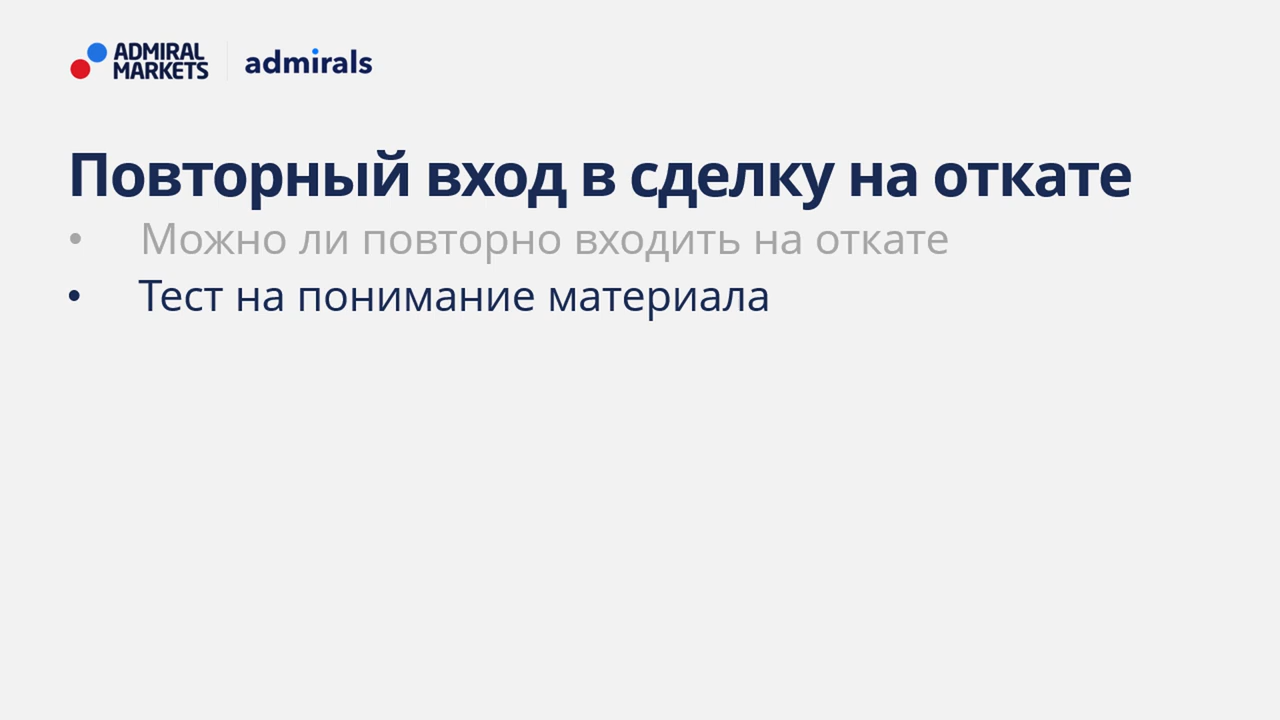 ADMIRAL
MARKETS
admirals
Повторный вход в сделку на откате
• Можно ли повторно входить на откате
• Тест на понимание материала